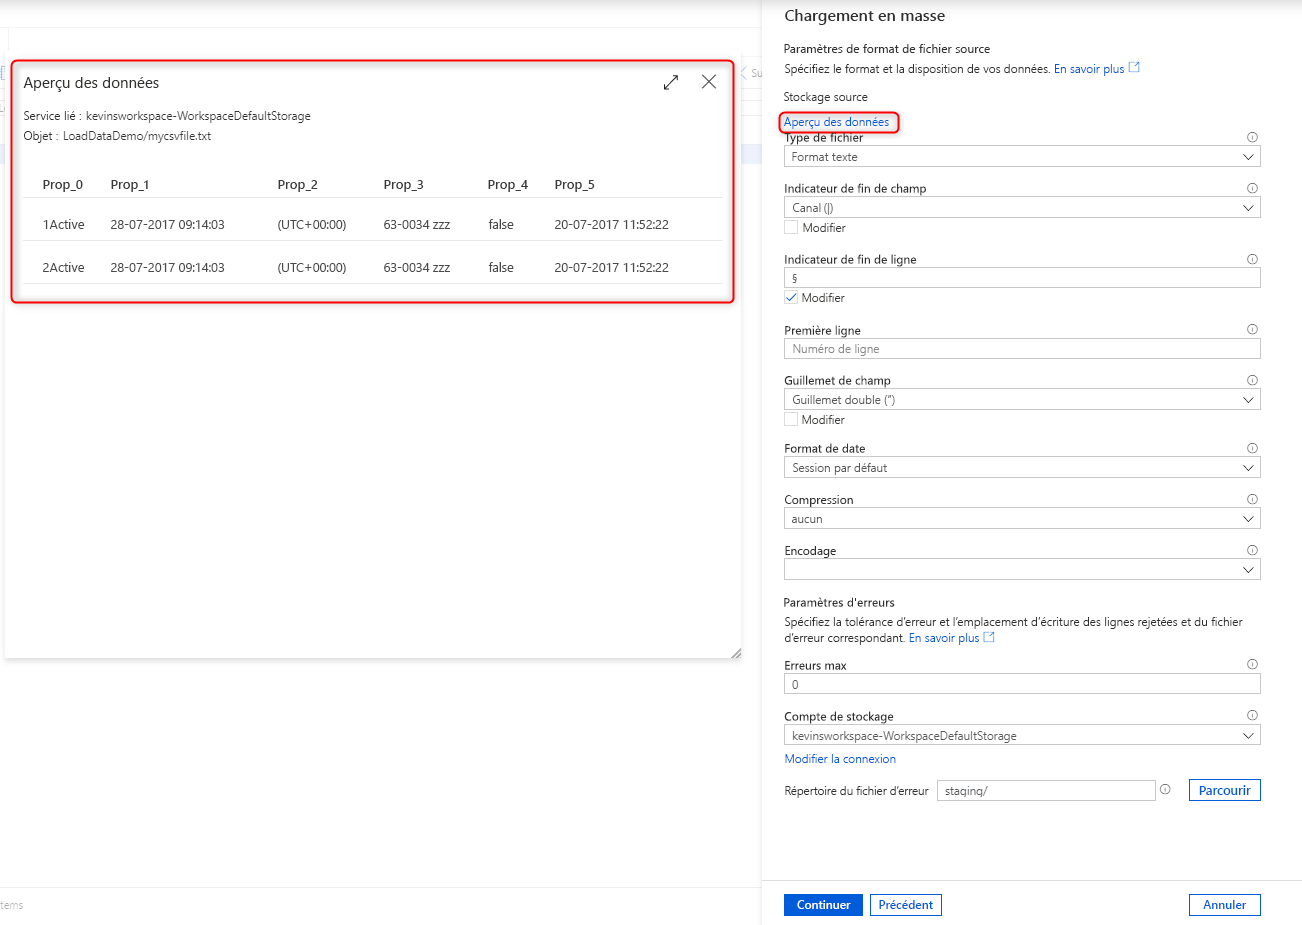 Aperçu des données
Service lié : kevinsworkspace-WorkspaceDefaultStorage
Objet : LoadDataDemo/mycsvfile.txt
Prop_0 Prop_1 Prop_2 Prop_3 Prop_4 Prop_5
1Active 28-07-2017 09:14:03 (UTC+00:00) 63-0034 zzz false 20-07-2017 11:52:22
2Active 28-07-2017 09:14:03 (UTC+00:00) 63-0034 zzz false 20-07-2017 11:52:22
Su
tems
Chargement en masse
Paramètres de format de fichier source
Spécifiez le format et la disposition de vos données. En savoir plus
Stockage source
Aperçu des données
Type de fichier
Format texte
Indicateur de fin de champ
Canal (|)
Modifier
Indicateur de fin de ligne
§
Modifier
Première ligne
Numéro de ligne
Guillemet de champ
Guillemet double (")
Modifier
Format de date
Session par défaut
Compression
aucun
Encodage
Paramètres d'erreurs
Spécifiez la tolérance d'erreur et l'emplacement d'écriture des lignes rejetées et du fichier
d'erreur correspondant. En savoir plus
Erreurs max
0
Compte de stockage
kevinsworkspace-WorkspaceDefaultStorage
Modifier la connexion
Répertoire du fichier d'erreur staging/ Parcourir
Continuer Précédent Annuler